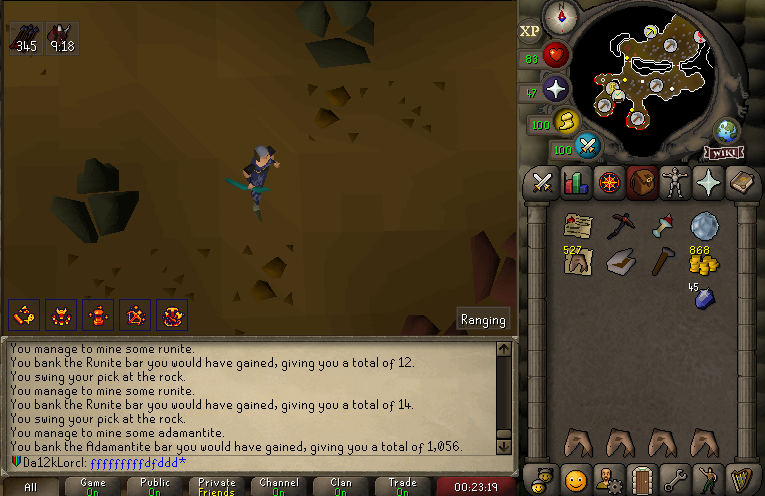 345 9:18
XP
83
47
100
100
WIKI
527
868
45
Ranging
You manage to mine some runite.
You bank the Runite bar you would have gained, giving you a total of 12.
You swing your pick at the rock.
You manage to mine some runite.
You bank the Runite bar you would have gained, giving you a total of 14.
You swing your pick at the rock.
You manage to mine some adamantite.
You bank the Adamantite bar you would have gained, giving you a total of 1,056.
Da12kLorcl: fffffffffdfddd*
All Game On Public On Private Friends Channel On Clan On Trade On 00:23:19